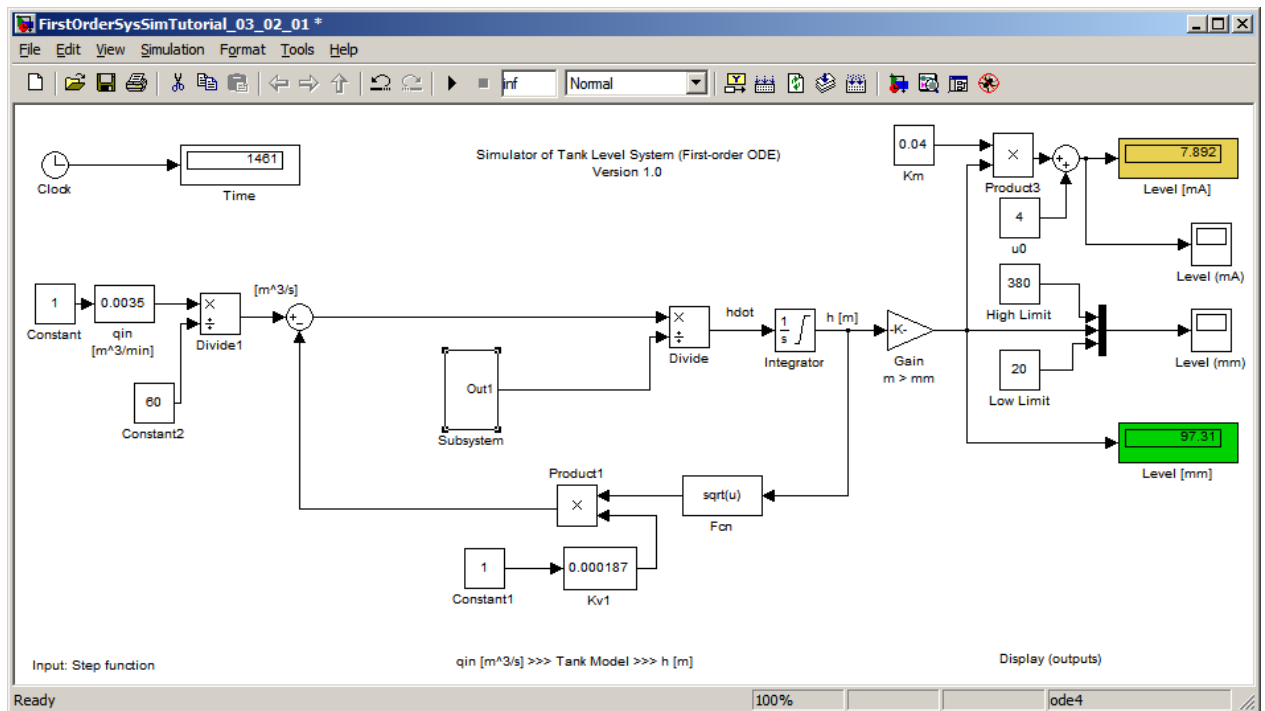 FirstOrderSysSimTutorial_03_02_01 *
File Edit View Simulation Format Tools Help
inf Normal
Clock
1461
Time
Simulator of Tank Level System (First-order ODE)
Version 1.0
0.04
Km
×
Product3
+
+
7.892
Level [mA]
4
u0
Level (mA)
1
Constant
0.0035
qin
[m^3/min]
×
÷
Divide1
[m^3/s]
+
−
60
Constant2
Out1
Subsystem
×
÷
Divide
hdot
1
s
Integrator
h [m]
-K-
Gain
m > mm
380
High Limit
20
Low Limit
Level (mm)
97.31
Level [mm]
Product1
×
sqrt(u)
Fcn
1
Constant1
0.000187
Kv1
Input: Step function
qin [m^3/s] >>> Tank Model >>> h [m]
Display (outputs)
Ready
100%
ode4